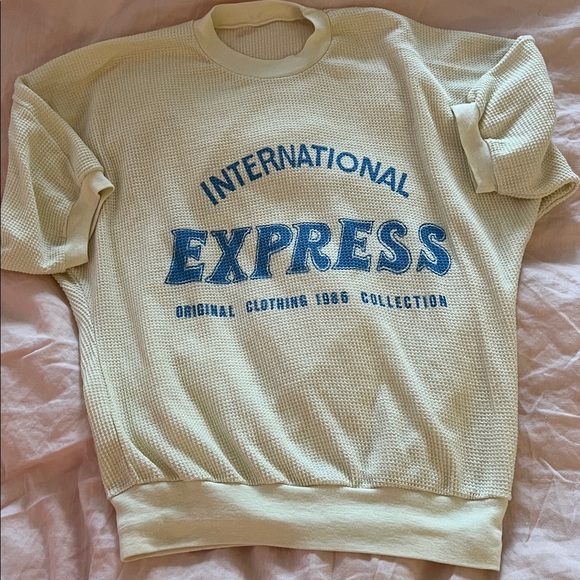 INTERNATIONAL
EXPRESS
ORIGINAL CLOTHING 1986 COLLECTION